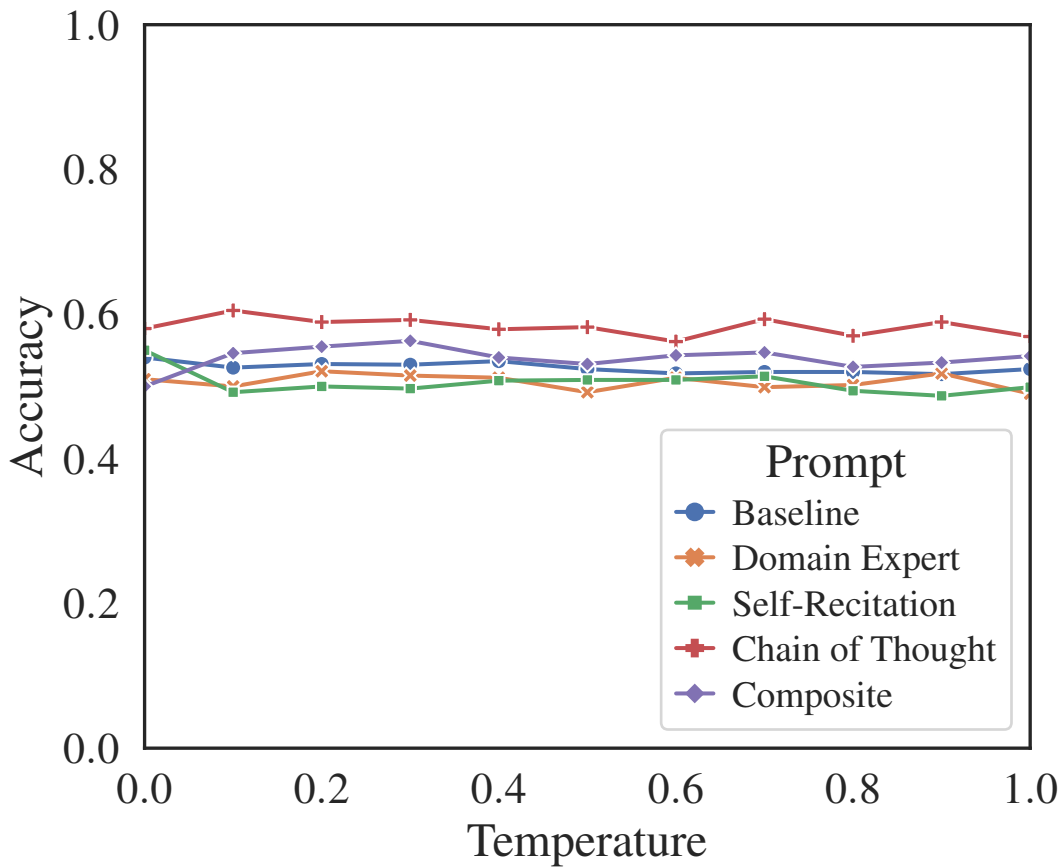 1.0
0.8
0.6
0.4
0.2
0.0
Accuracy
Prompt
Baseline
Domain Expert
Self-Recitation
Chain of Thought
Composite
0.0 0.2 0.4 0.6 0.8 1.0
Temperature